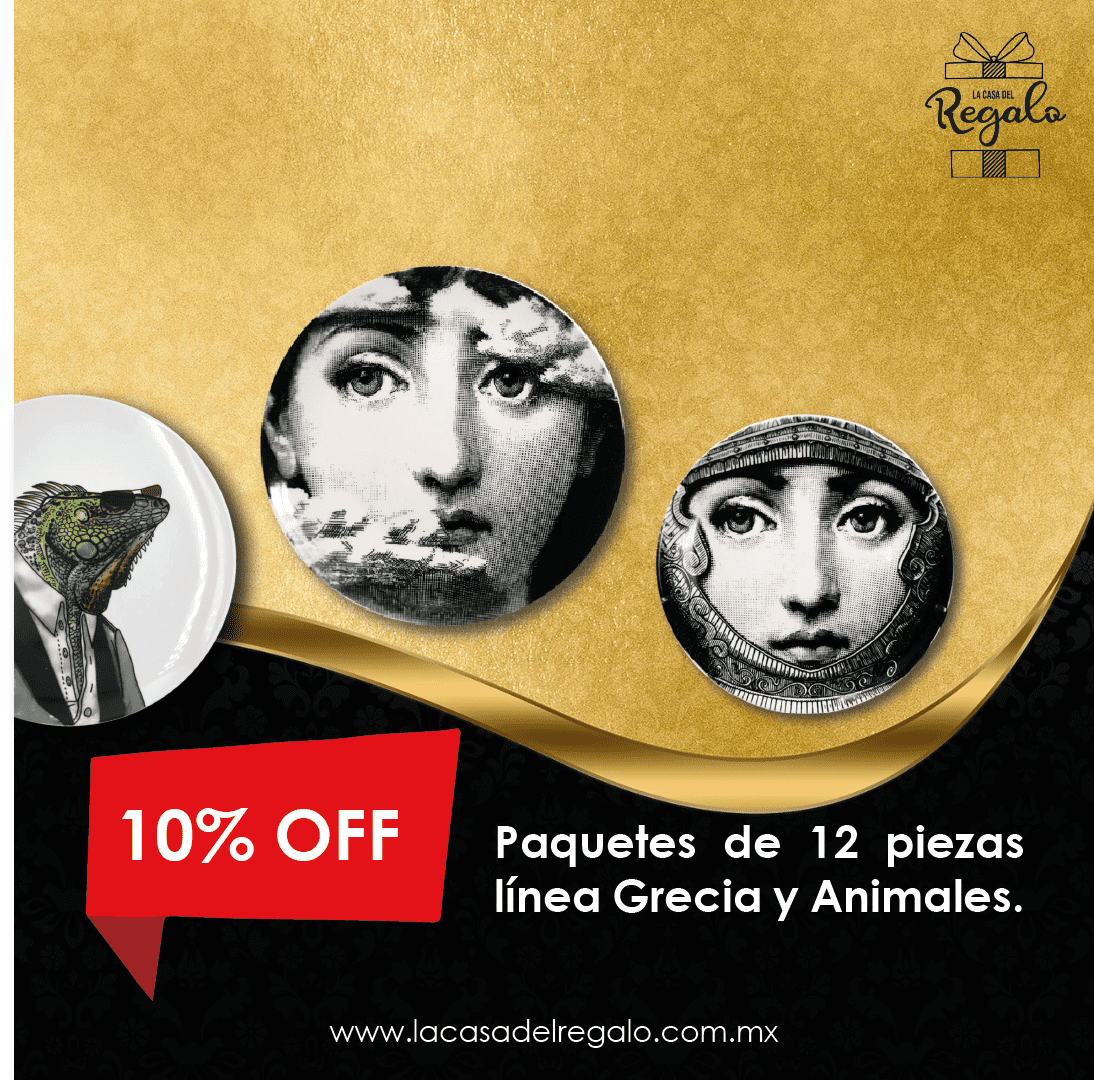 LA CASA DEL
Regalo
10% OFF
Paquetes de 12 piezas
línea Grecia y Animales.
www.lacasadelregalo.com.mx